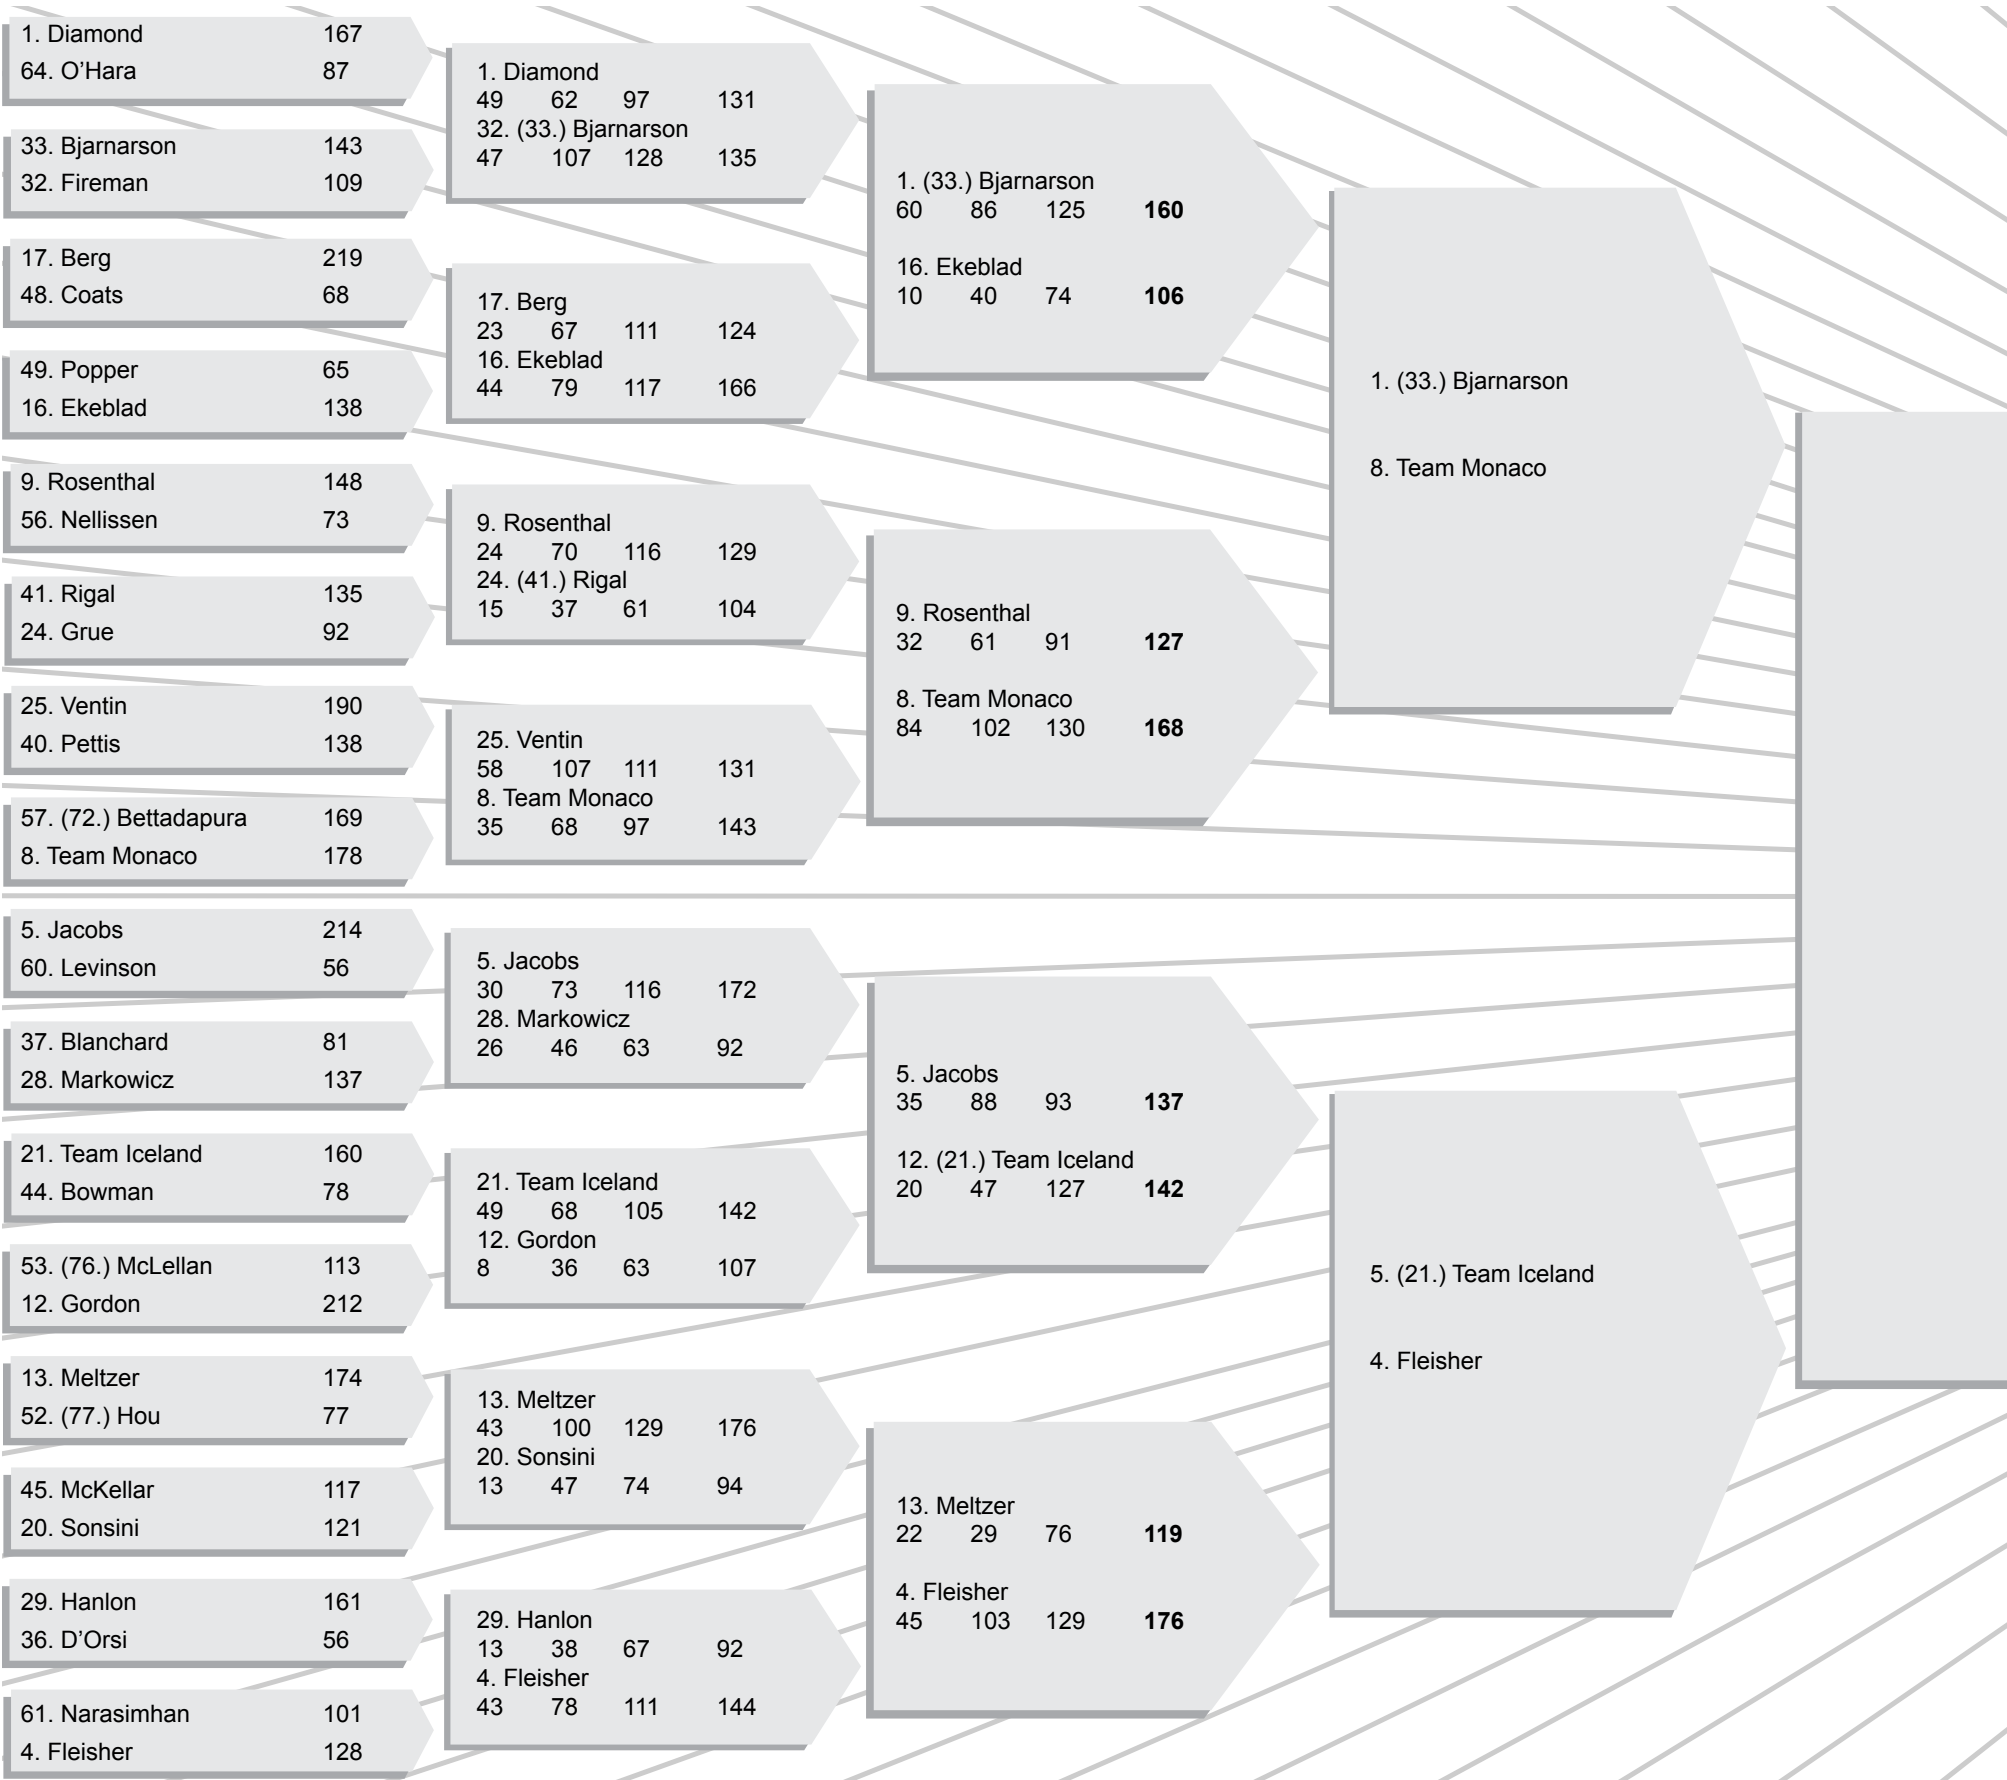 1. Diamond 167
64. O’Hara 87
33. Bjarnarson 143
32. Fireman 109
17. Berg 219
48. Coats 68
49. Popper 65
16. Ekeblad 138
9. Rosenthal 148
56. Nellissen 73
41. Rigal 135
24. Grue 92
25. Ventin 190
40. Pettis 138
57. (72.) Bettadapura 169
8. Team Monaco 178
5. Jacobs 214
60. Levinson 56
37. Blanchard 81
28. Markowicz 137
21. Team Iceland 160
44. Bowman 78
53. (76.) McLellan 113
12. Gordon 212
13. Meltzer 174
52. (77.) Hou 77
45. McKellar 117
20. Sonsini 121
29. Hanlon 161
36. D’Orsi 56
61. Narasimhan 101
4. Fleisher 128
1. Diamond
49 62 97 131
32. (33.) Bjarnarson
47 107 128 135
17. Berg
23 67 111 124
16. Ekeblad
44 79 117 166
9. Rosenthal
24 70 116 129
24. (41.) Rigal
15 37 61 104
25. Ventin
58 107 111 131
8. Team Monaco
35 68 97 143
5. Jacobs
30 73 116 172
28. Markowicz
26 46 63 92
21. Team Iceland
49 68 105 142
12. Gordon
8 36 63 107
13. Meltzer
43 100 129 176
20. Sonsini
13 47 74 94
29. Hanlon
13 38 67 92
4. Fleisher
43 78 111 144
1. (33.) Bjarnarson
60 86 125 160
16. Ekeblad
10 40 74 106
9. Rosenthal
32 61 91 127
8. Team Monaco
84 102 130 168
5. Jacobs
35 88 93 137
12. (21.) Team Iceland
20 47 127 142
13. Meltzer
22 29 76 119
4. Fleisher
45 103 129 176
1. (33.) Bjarnarson
8. Team Monaco
5. (21.) Team Iceland
4. Fleisher